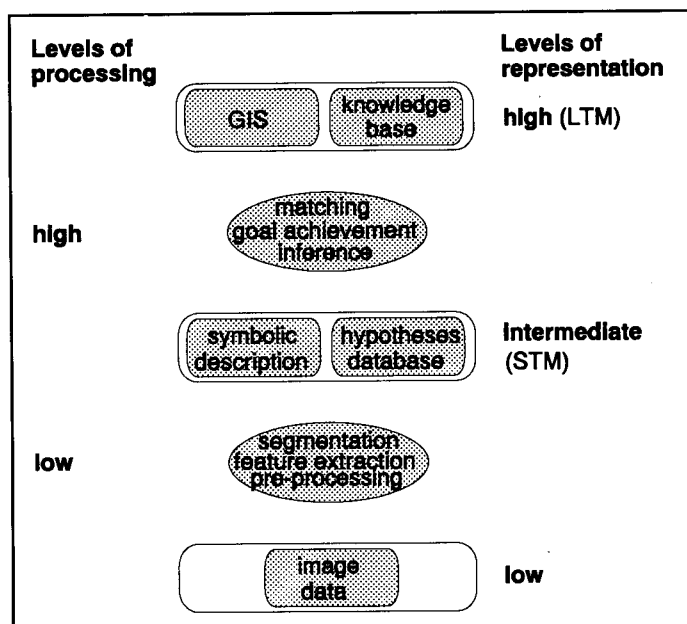 Levels of
processing
Levels of
representation
GIS
knowledge
base
high (LTM)
high
matching
goal achievement
inference
symbolic
description
hypotheses
database
Intermediate
(STM)
low
segmentation
feature extraction
pre-processing
image
data
low